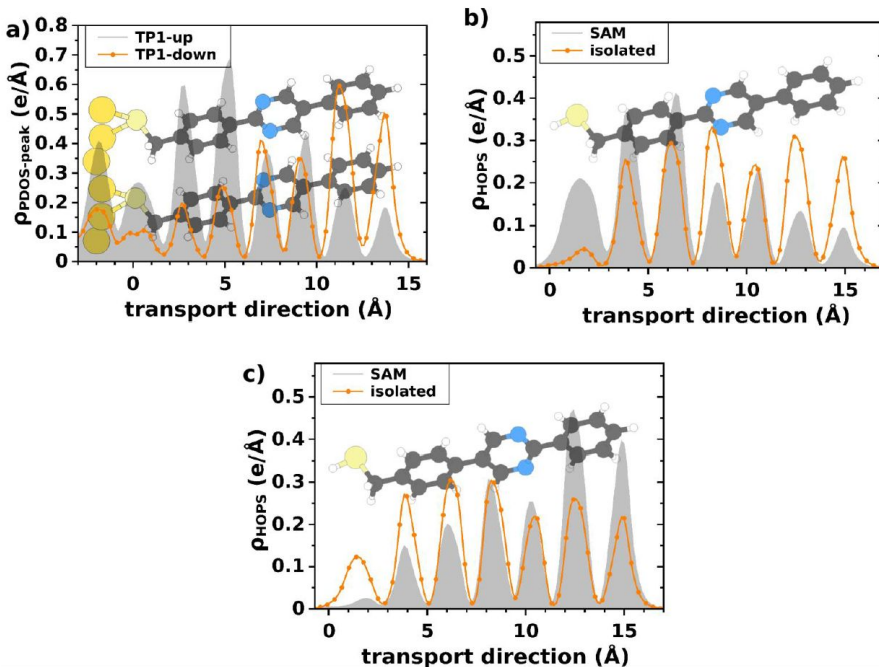 a)
TP1-up
TP1-down
ρPDOS-peak (e/Å)
0.8
0.7
0.6
0.5
0.4
0.3
0.2
0.1
0
0 5 10 15
transport direction (Å)
b)
SAM
isolated
ρHOPS (e/Å)
0.5
0.4
0.3
0.2
0.1
0
0 5 10 15
transport direction (Å)
c)
SAM
isolated
ρHOPS (e/Å)
0.5
0.4
0.3
0.2
0.1
0
0 5 10 15
transport direction (Å)